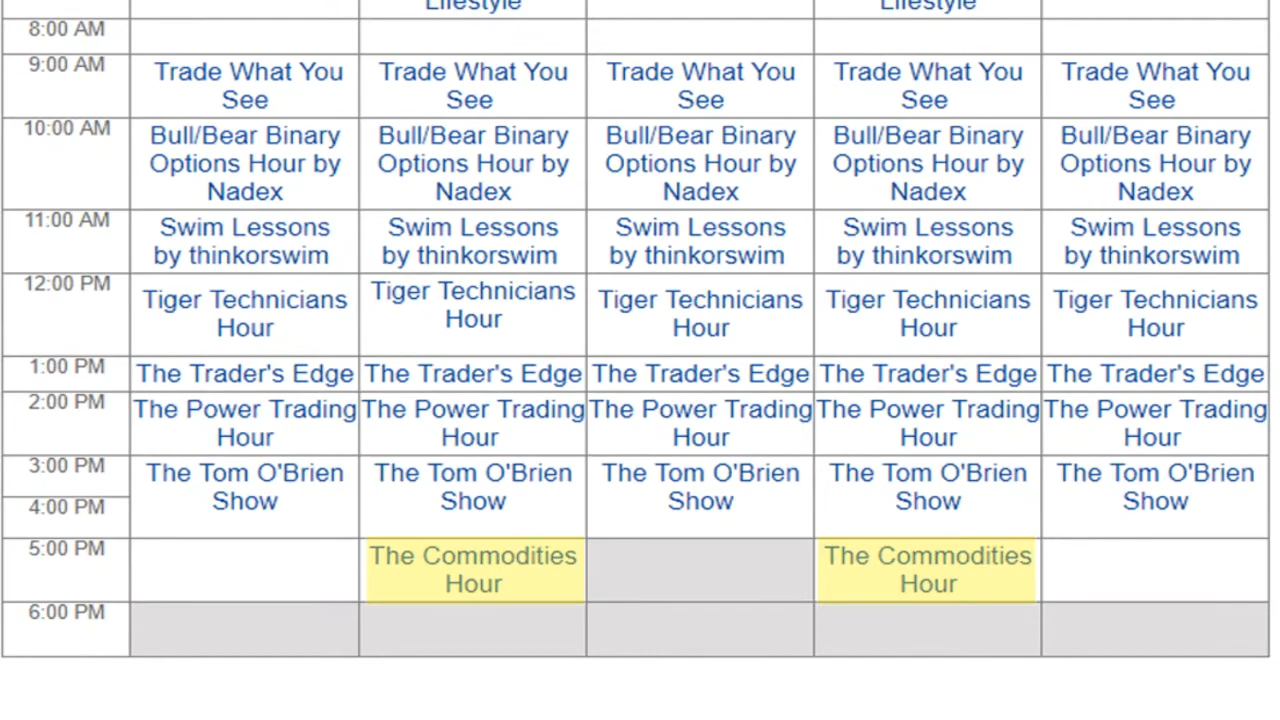 Lifestyle Lifestyle
8:00 AM
9:00 AM Trade What You Trade What You Trade What You Trade What You Trade What You
See See See See See
10:00 AM Bull/Bear Binary Bull/Bear Binary Bull/Bear Binary Bull/Bear Binary Bull/Bear Binary
Options Hour by Options Hour by Options Hour by Options Hour by Options Hour by
Nadex Nadex Nadex Nadex Nadex
11:00 AM Swim Lessons Swim Lessons Swim Lessons Swim Lessons Swim Lessons
by thinkorswim by thinkorswim by thinkorswim by thinkorswim by thinkorswim
12:00 PM Tiger Technicians Tiger Technicians Tiger Technicians Tiger Technicians Tiger Technicians
Hour Hour Hour Hour Hour
1:00 PM The Trader's Edge The Trader's Edge The Trader's Edge The Trader's Edge The Trader's Edge
2:00 PM The Power Trading The Power Trading The Power Trading The Power Trading The Power Trading
Hour Hour Hour Hour Hour
3:00 PM The Tom O'Brien The Tom O'Brien The Tom O'Brien The Tom O'Brien The Tom O'Brien
4:00 PM Show Show Show Show Show
5:00 PM The Commodities The Commodities
Hour Hour
6:00 PM